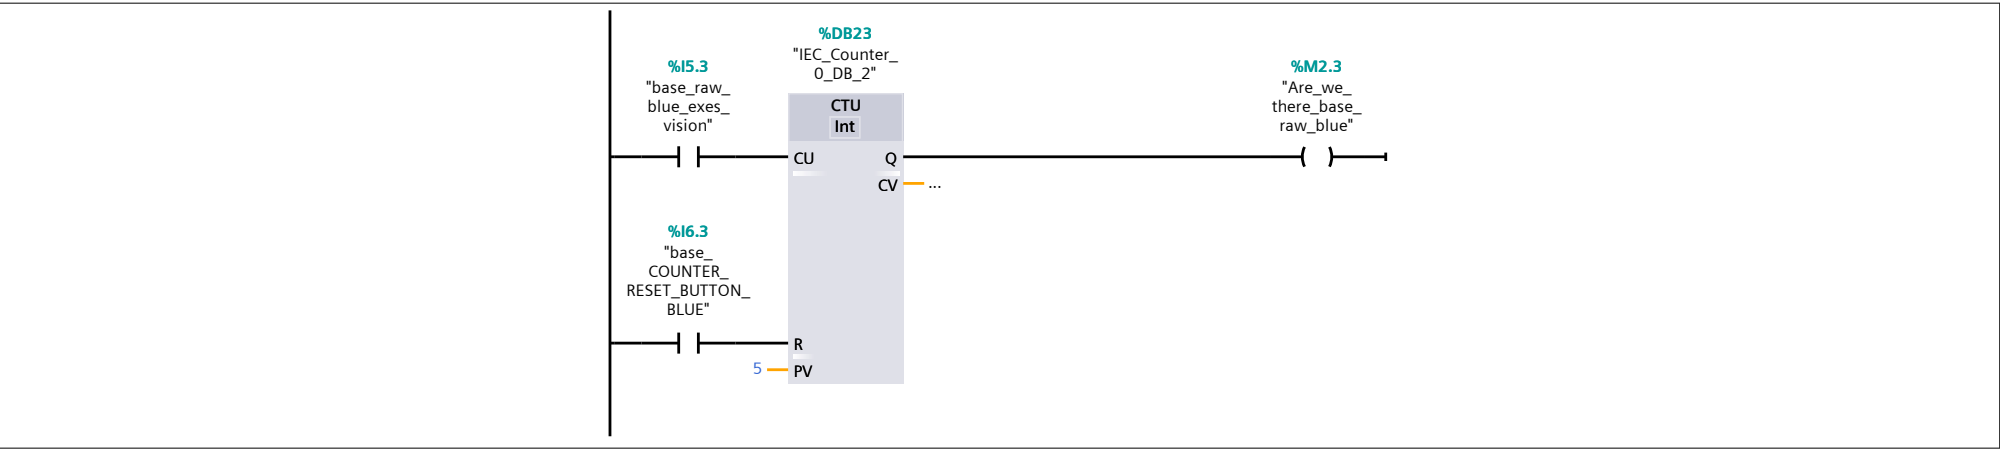 %DB23
"IEC_Counter_
0_DB_2"
%I5.3
"base_raw_
blue_exes_
vision"
%M2.3
"Are_we_
there_base_
raw_blue"
CTU
Int
CU
Q
CV
...
%I6.3
"base_
COUNTER_
RESET_BUTTON_
BLUE"
R
5
PV